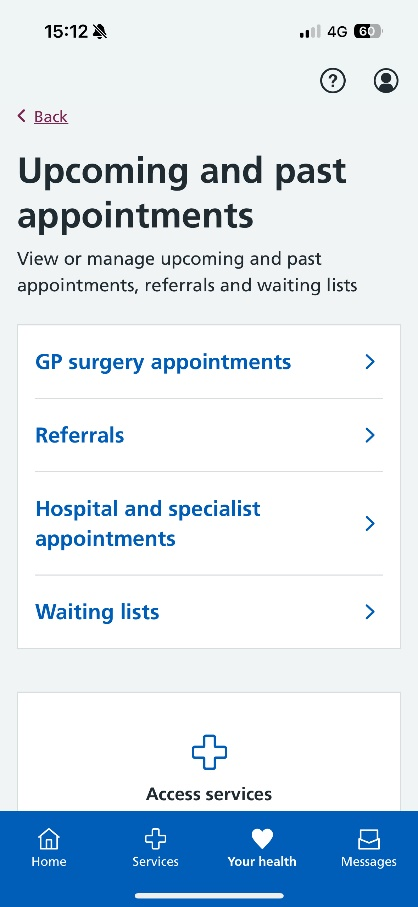 15:12
4G
60
?
Back
Upcoming and past
appointments
View or manage upcoming and past
appointments, referrals and waiting lists
GP surgery appointments
Referrals
Hospital and specialist
appointments
Waiting lists
Access services
Home
Services
Your health
Messages